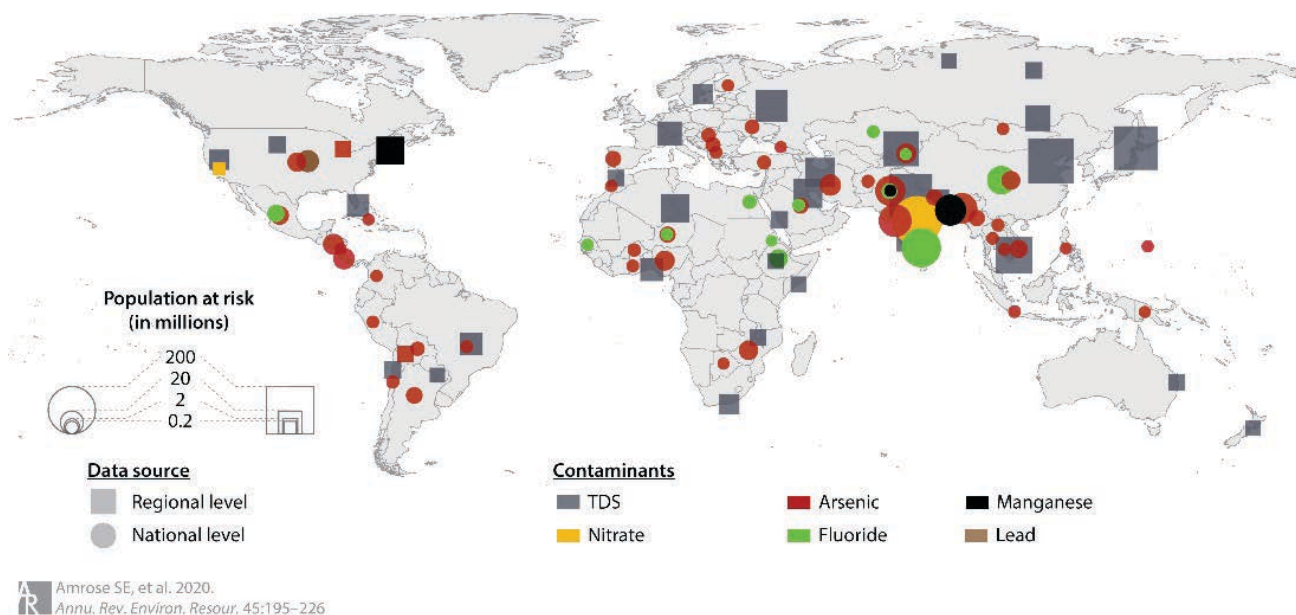 Population at risk
(in millions)
200
20
2
0.2
Data source
Regional level
National level
Contaminants
TDS
Arsenic
Manganese
Nitrate
Fluoride
Lead
AR
Amrose SE, et al. 2020.
Annu. Rev. Environ. Resour. 45:195–226